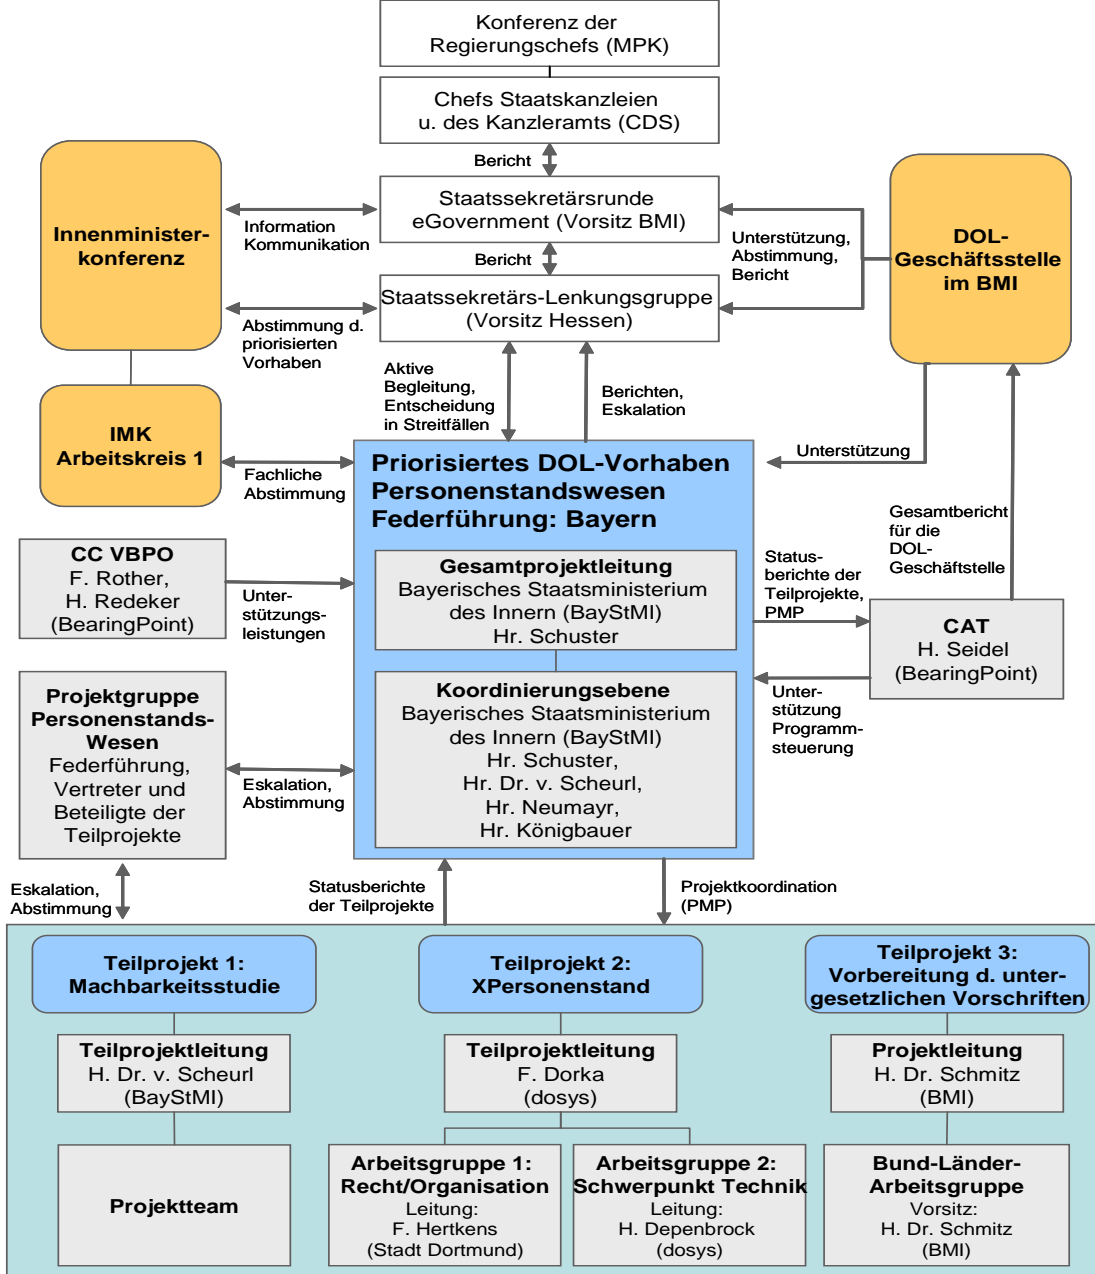 Konferenz der
Regierungschefs (MPK)
Chefs Staatskanzleien
u. des Kanzleramts (CDS)
Bericht
Staatssekretärsrunde
eGovernment (Vorsitz BMI)
Innenminister-
konferenz
Information
Kommunikation
Unterstützung,
Abstimmung,
Bericht
DOL-
Geschäftsstelle
im BMI
Bericht
Staatssekretärs-Lenkungsgruppe
(Vorsitz Hessen)
Abstimmung d.
priorisierten
Vorhaben
Aktive
Begleitung,
Entscheidung
in Streitfällen
Berichten,
Eskalation
IMK
Arbeitskreis 1
Fachliche
Abstimmung
Unterstützung
Priorisiertes DOL-Vorhaben
Personenstandswesen
Federführung: Bayern
Gesamtbericht
für die
DOL-
Geschäftstelle
CC VBPO
F. Rother,
H. Redeker
(BearingPoint)
Unter-
stützungs-
leistungen
Gesamtprojektleitung
Bayerisches Staatsministerium
des Innern (BayStMI)
Hr. Schuster
Status-
berichte der
Teilprojekte,
PMP
CAT
H. Seidel
(BearingPoint)
Projektgruppe
Personenstands-
Wesen
Federführung,
Vertreter und
Beteiligte der
Teilprojekte
Eskalation,
Abstimmung
Koordinierungsebene
Bayerisches Staatsministerium
des Innern (BayStMI)
Hr. Schuster,
Hr. Dr. v. Scheurl,
Hr. Neumayr,
Hr. Königbauer
Unter-
stützung
Programm-
steuerung
Eskalation,
Abstimmung
Statusberichte
der Teilprojekte
Projektkoordination
(PMP)
Teilprojekt 1:
Machbarkeitsstudie
Teilprojekt 2:
XPersonenstand
Teilprojekt 3:
Vorbereitung d. unter-
gesetzlichen Vorschriften
Teilprojektleitung
H. Dr. v. Scheurl
(BayStMI)
Teilprojektleitung
F. Dorka
(dosys)
Projektleitung
H. Dr. Schmitz
(BMI)
Projektteam
Arbeitsgruppe 1:
Recht/Organisation
Leitung:
F. Hertkens
(Stadt Dortmund)
Arbeitsgruppe 2:
Schwerpunkt Technik
Leitung:
H. Depenbrock
(dosys)
Bund-Länder-
Arbeitsgruppe
Vorsitz:
H. Dr. Schmitz
(BMI)